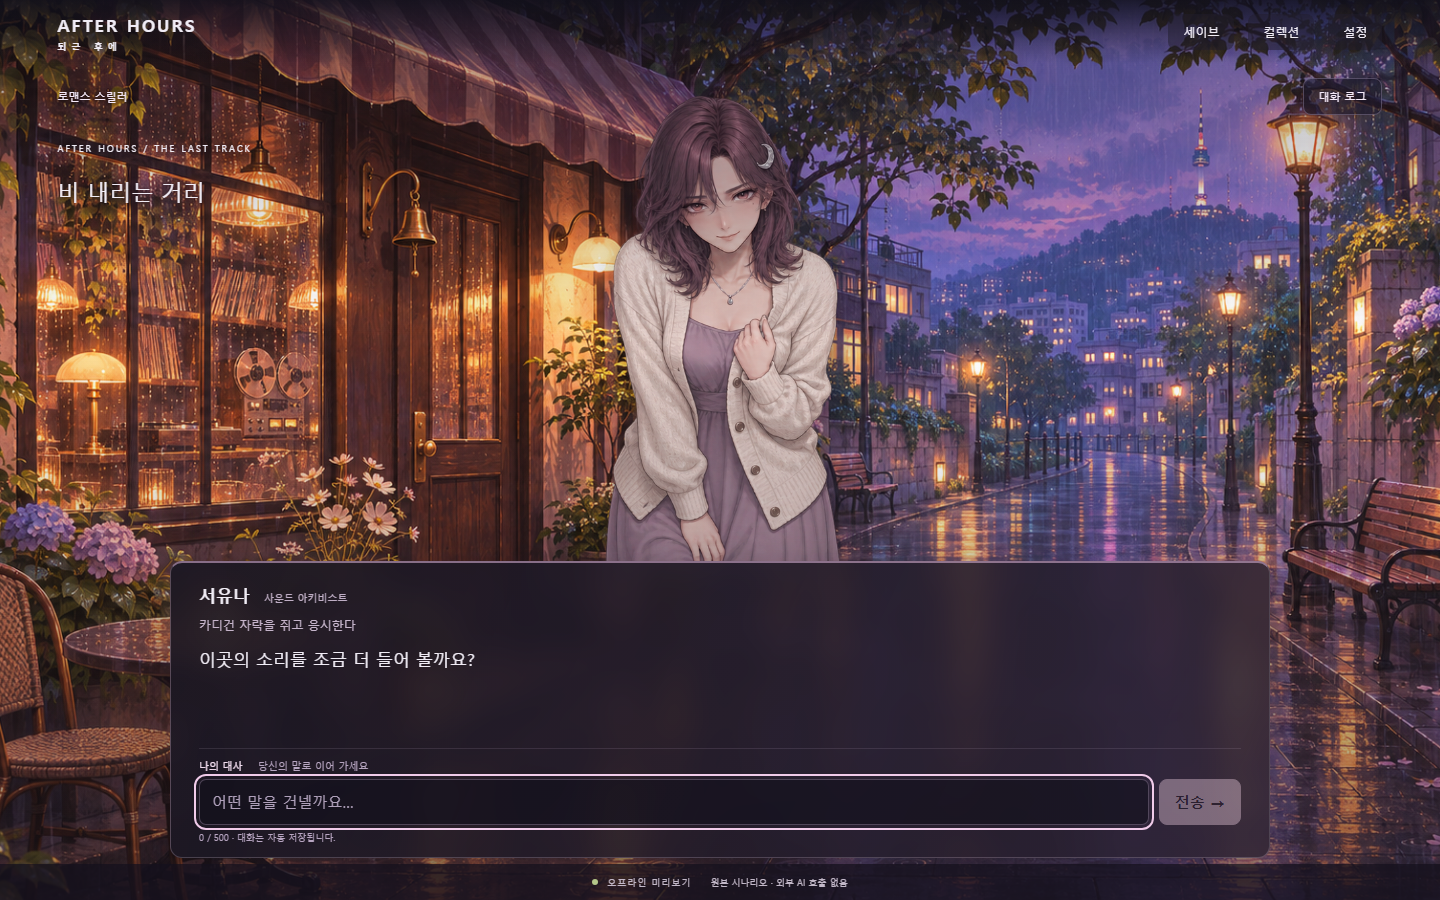 AFTER HOURS
퇴근 후에
세이브 컬렉션 설정
로맨스 스릴러
대화 로그
AFTER HOURS / THE LAST TRACK
비 내리는 거리
서유나 사운드 아키비스트
카디건 자락을 쥐고 응시한다
이곳의 소리를 조금 더 들어 볼까요?
나의 대사 당신의 말로 이어 가세요
어떤 말을 건넬까요...
전송 →
0 / 500 · 대화는 자동 저장됩니다.
오프라인 미리보기 원본 시나리오 · 외부 AI 호출 없음